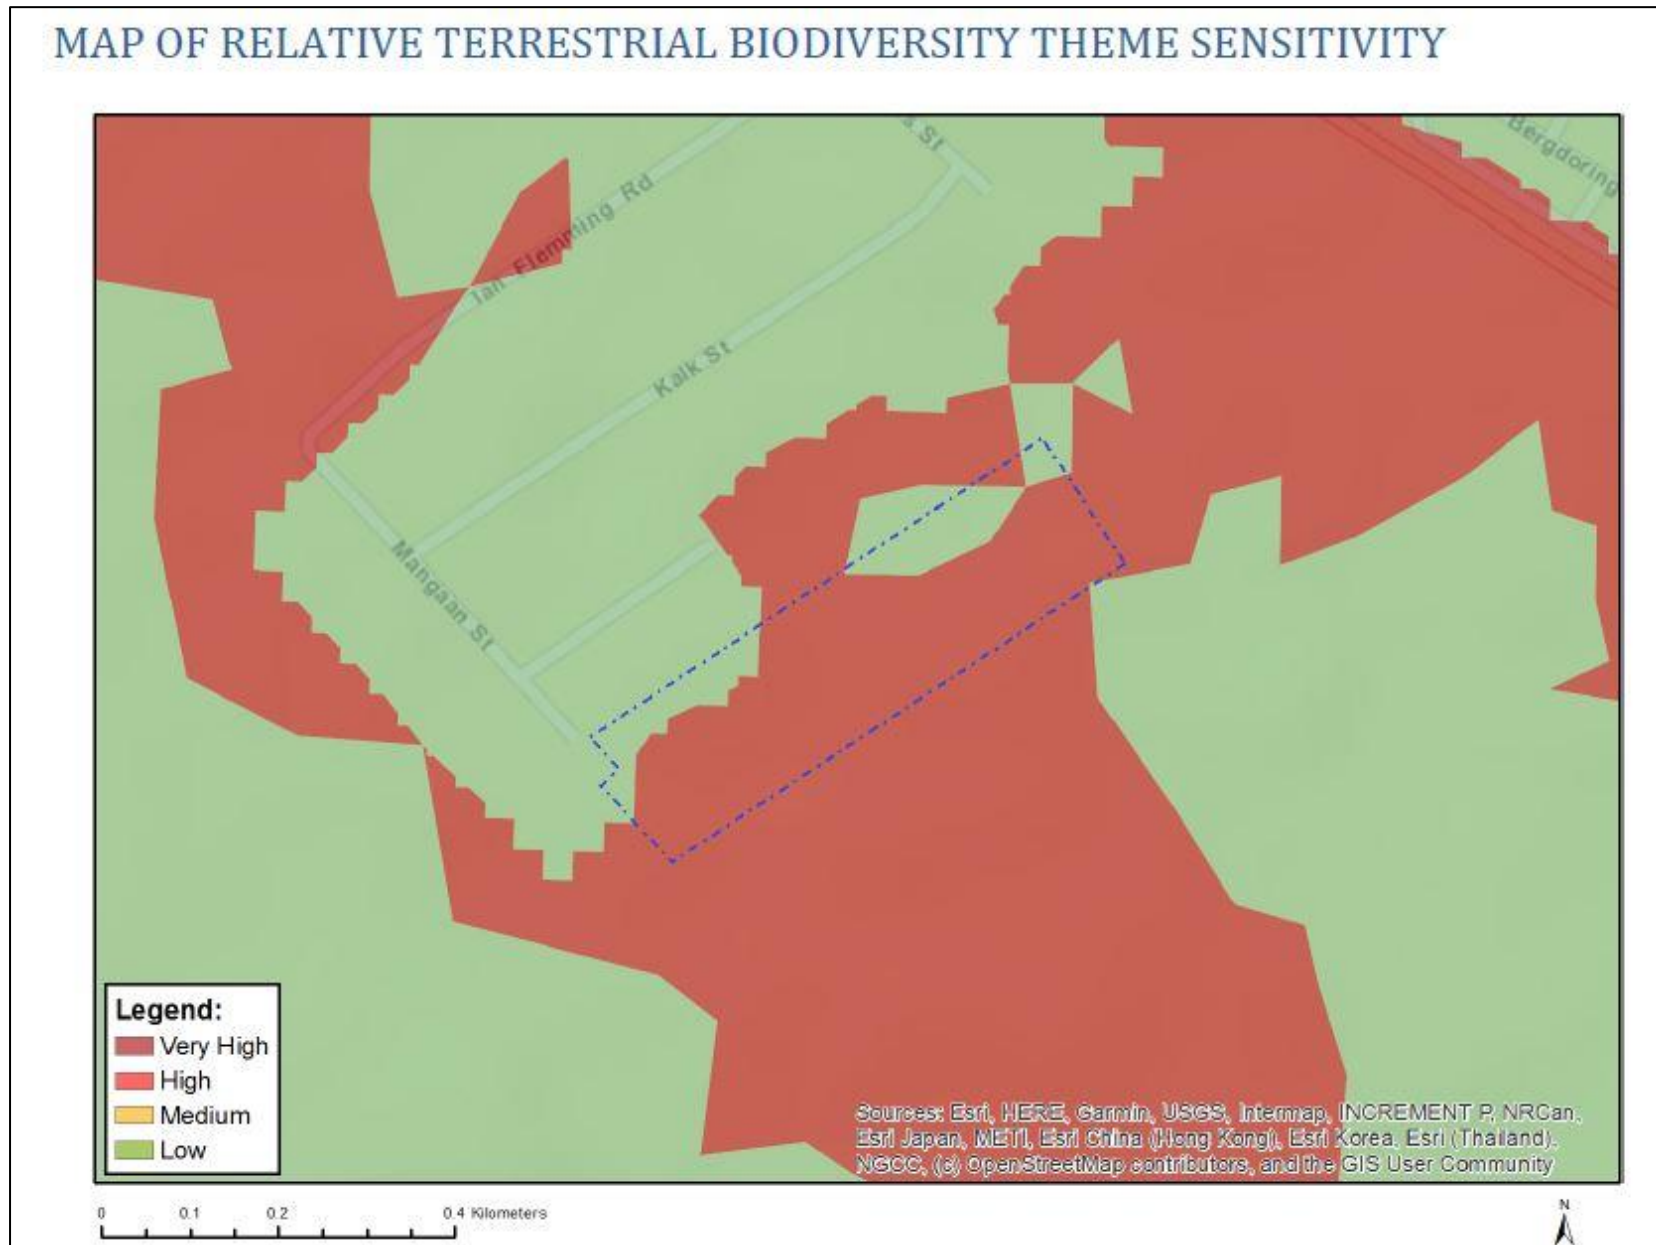 MAP OF RELATIVE TERRESTRIAL BIODIVERSITY THEME SENSITIVITY
St
Bergdoring
Ian Flemming Rd
Kalk St
Mangaan St
Legend:
Very High
High
Medium
Low
Sources: Esri, HERE, Garmin, USGS, Intermap, INCREMENT P, NRCan,
Esri Japan, METI, Esri China (Hong Kong), Esri Korea, Esri (Thailand),
NGCC, (c) OpenStreetMap contributors, and the GIS User Community
0 0.1 0.2 0.4 Kilometers
N